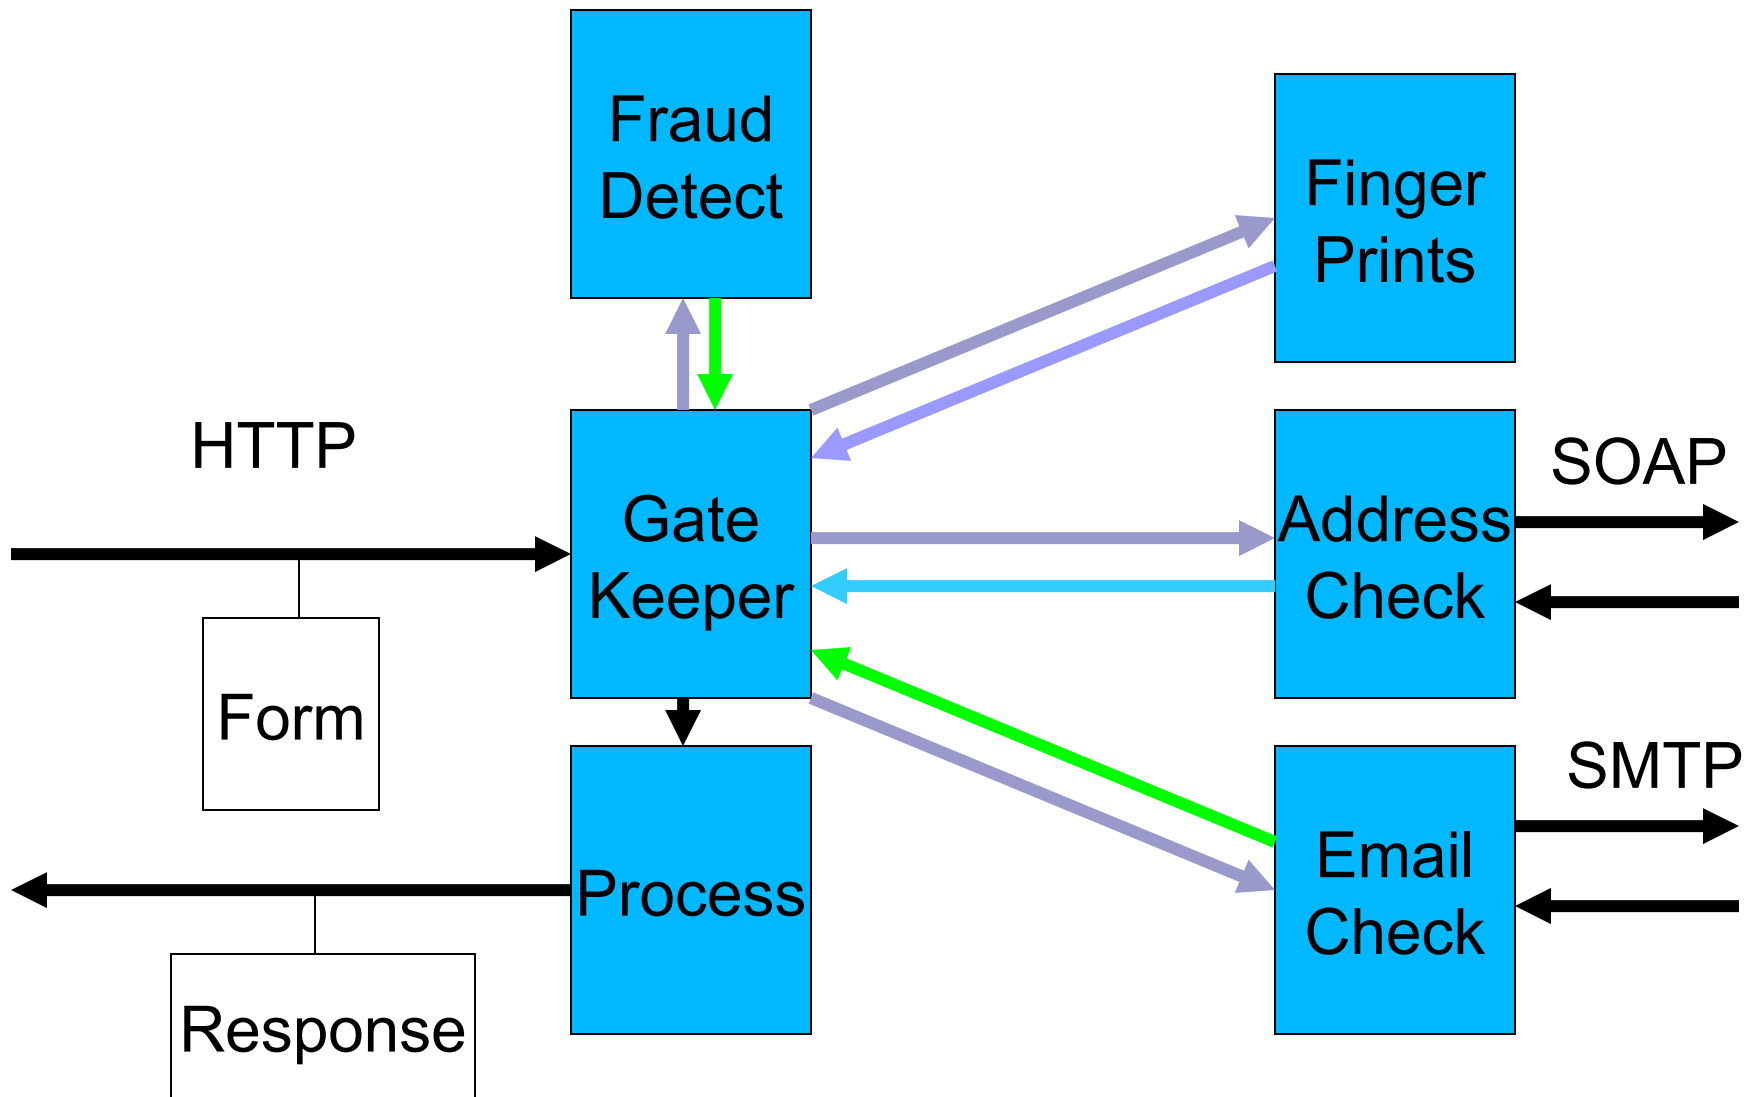 Fraud
Detect
Finger
Prints
HTTP
Gate
Keeper
Address
Check
SOAP
Form
Process
Email
Check
SMTP
Response